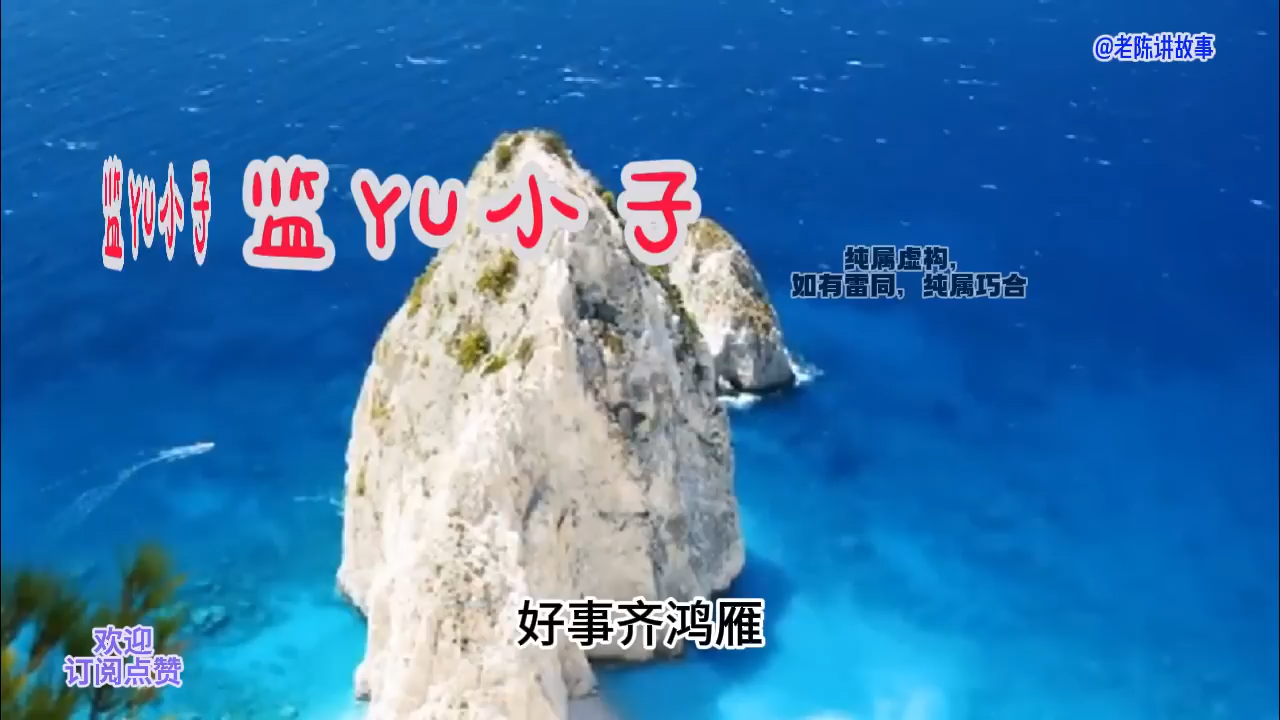 @老陈讲故事
监YU小子
监YU小子
纯属虚构,
如有雷同,纯属巧合
好事齐鸿雁
欢迎
订阅点赞